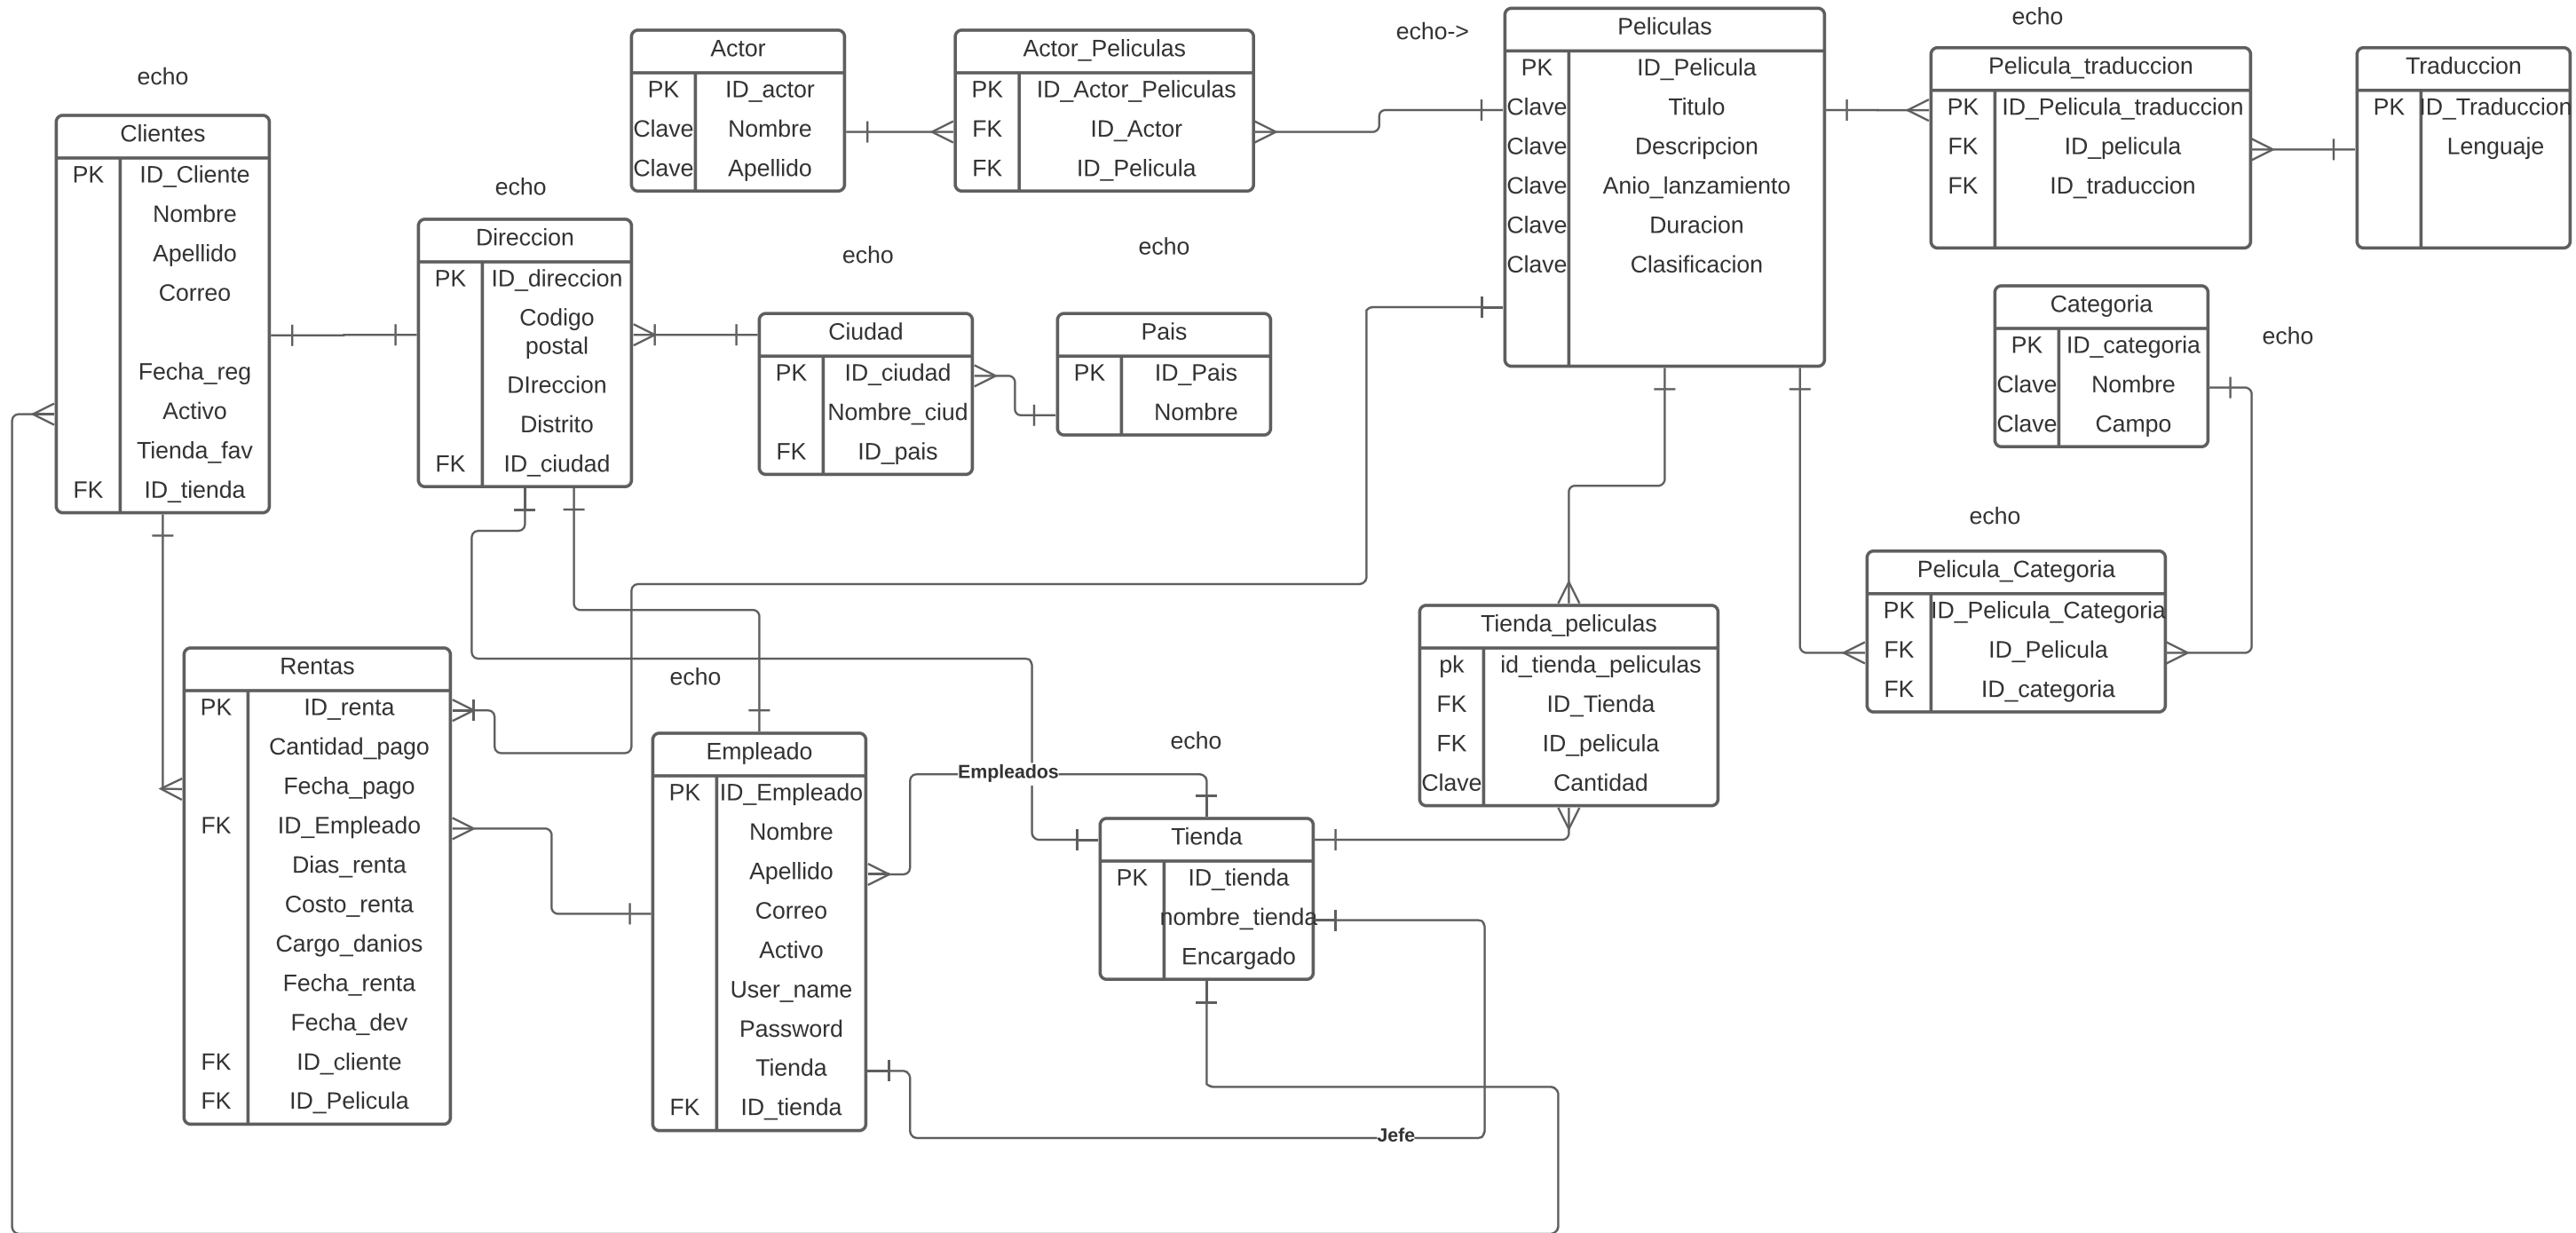 echo
Clientes
PK ID_Cliente
Nombre
Apellido
Correo
Fecha_reg
Activo
Tienda_fav
FK ID_tienda
echo
Direccion
PK ID_direccion
Codigo
postal
DIreccion
Distrito
FK ID_ciudad
Actor
PK ID_actor
Clave Nombre
Clave Apellido
Actor_Peliculas
PK ID_Actor_Peliculas
FK ID_Actor
FK ID_Pelicula
echo
Ciudad
PK ID_ciudad
Nombre_ciud
FK ID_pais
echo
Pais
PK ID_Pais
Nombre
echo->
Peliculas
PK ID_Pelicula
Clave Titulo
Clave Descripcion
Clave Anio_lanzamiento
Clave Duracion
Clave Clasificacion
echo
Pelicula_traduccion
PK ID_Pelicula_traduccion
FK ID_pelicula
FK ID_traduccion
Traduccion
PK ID_Traduccion
Lenguaje
Categoria
PK ID_categoria
Clave Nombre
Clave Campo
echo
echo
Pelicula_Categoria
PK ID_Pelicula_Categoria
FK ID_Pelicula
FK ID_categoria
Rentas
PK ID_renta
Cantidad_pago
Fecha_pago
FK ID_Empleado
Dias_renta
Costo_renta
Cargo_danios
Fecha_renta
Fecha_dev
FK ID_cliente
FK ID_Pelicula
echo
Empleado
PK ID_Empleado
Nombre
Apellido
Correo
Activo
User_name
Password
Tienda
FK ID_tienda
Empleados
echo
Tienda
PK ID_tienda
nombre_tienda
Encargado
Tienda_peliculas
pk id_tienda_peliculas
FK ID_Tienda
FK ID_pelicula
Clave Cantidad
Jefe